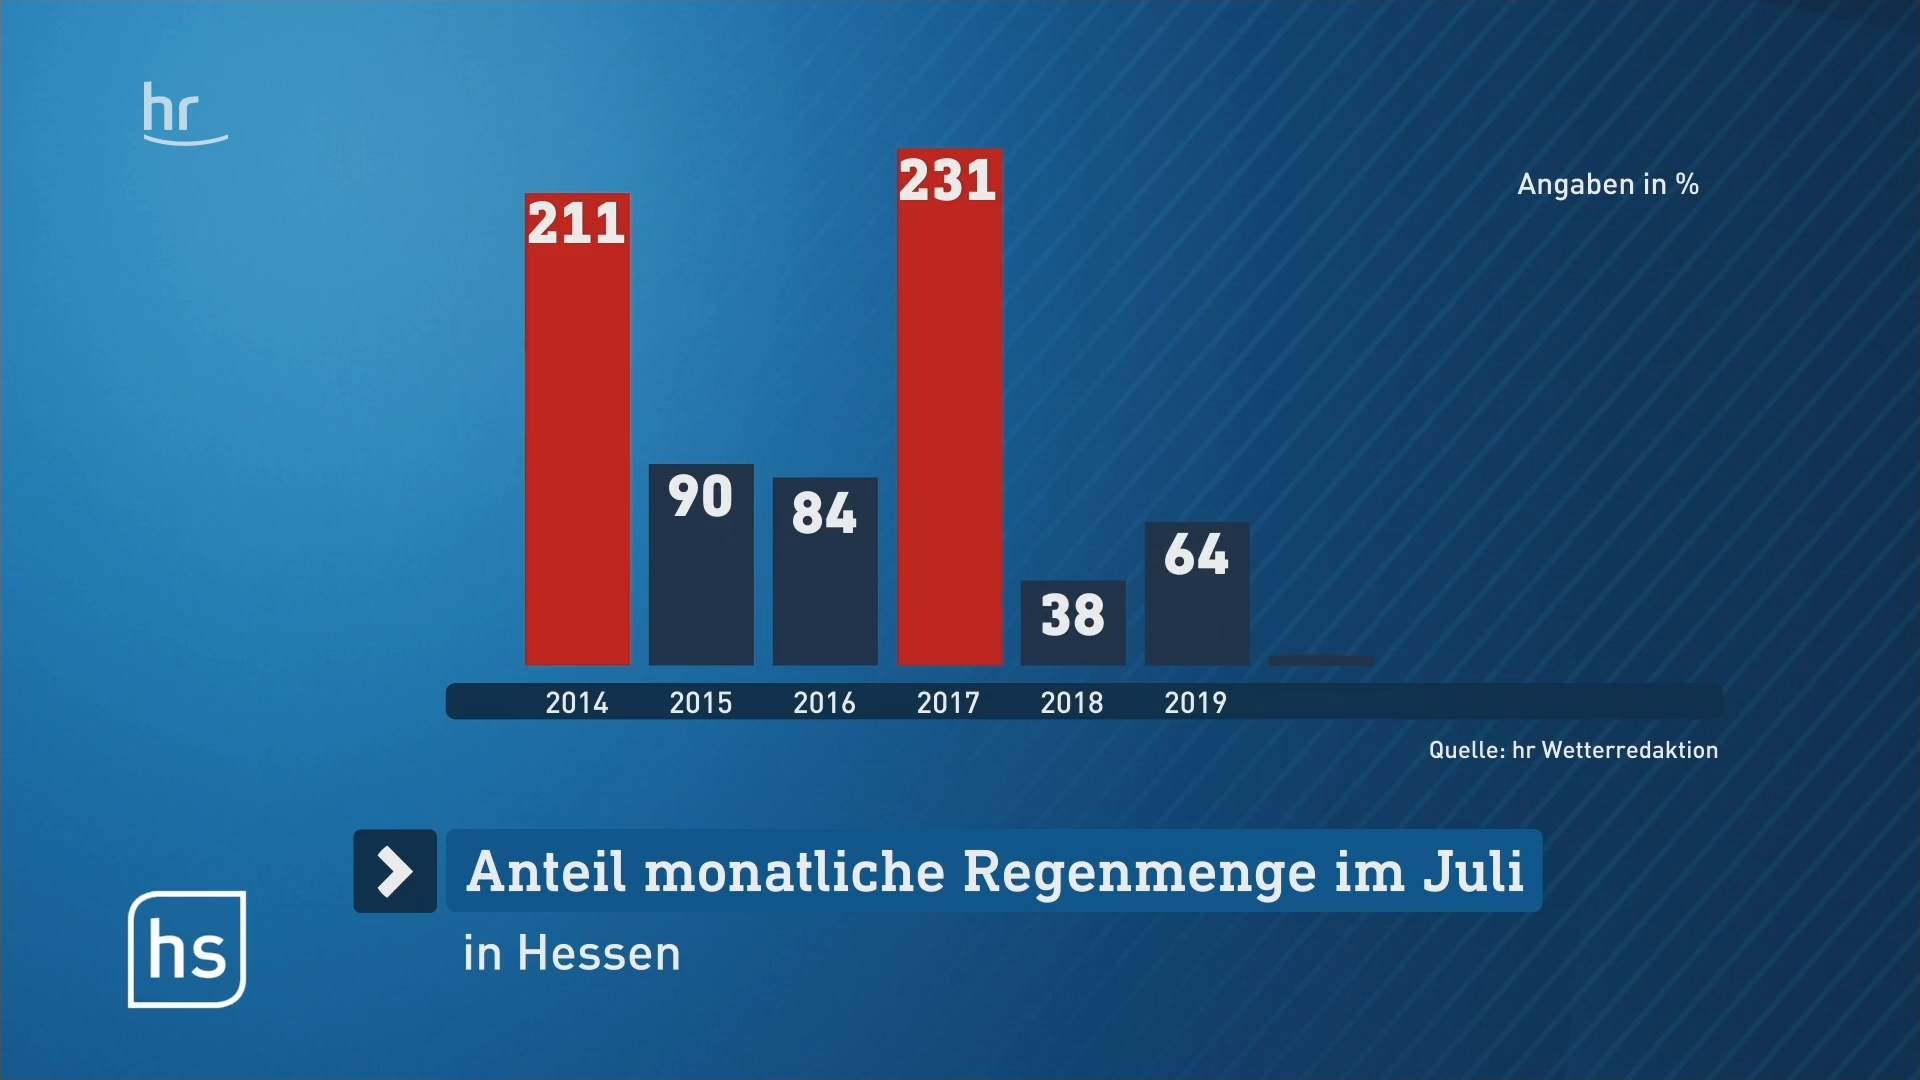 hr
211
90
84
231
38
64
Angaben in %
2014 2015 2016 2017 2018 2019
Quelle: hr Wetterredaktion
Anteil monatliche Regenmenge im Juli
in Hessen
hs